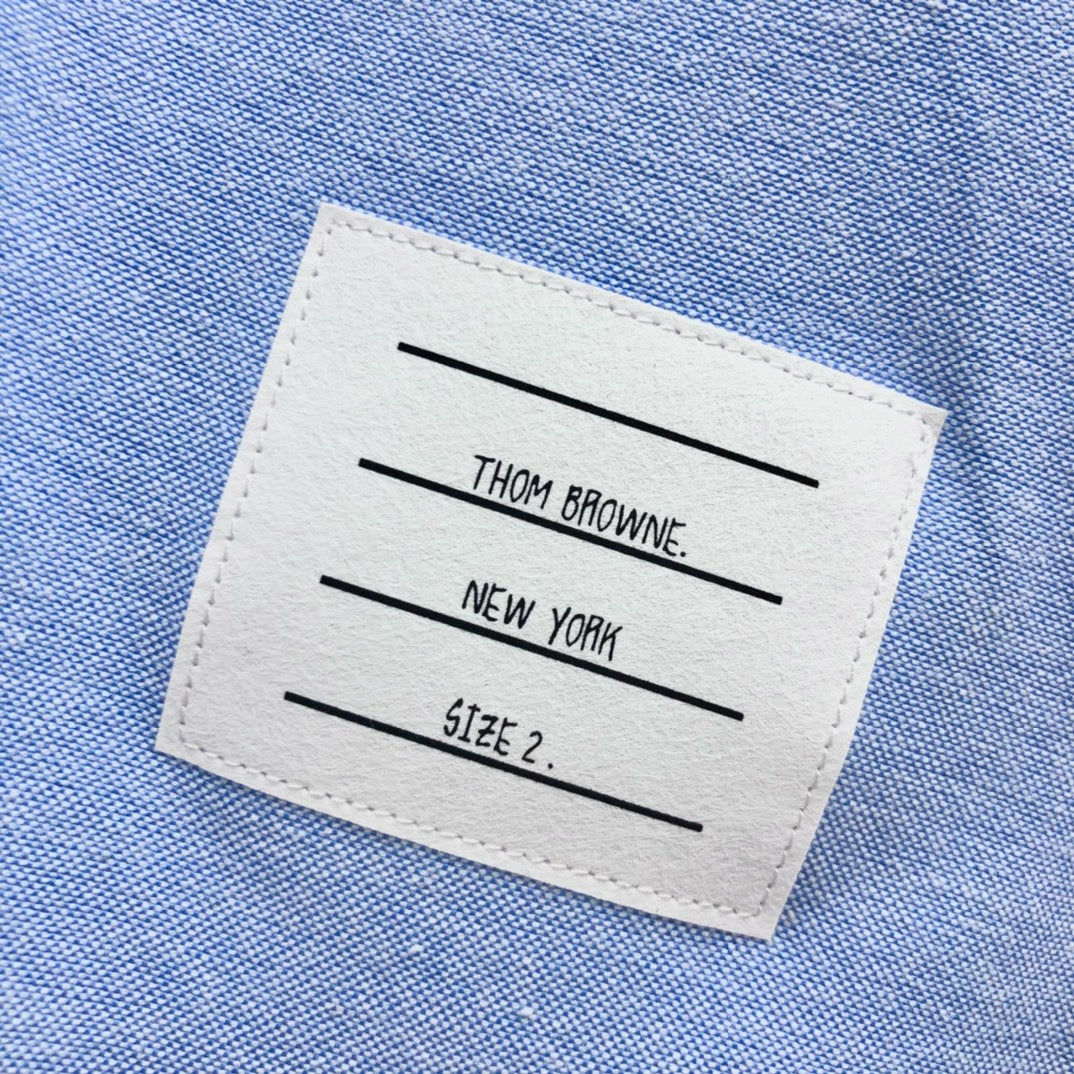 THOM BROWNE.
NEW YORK
SIZE 2.